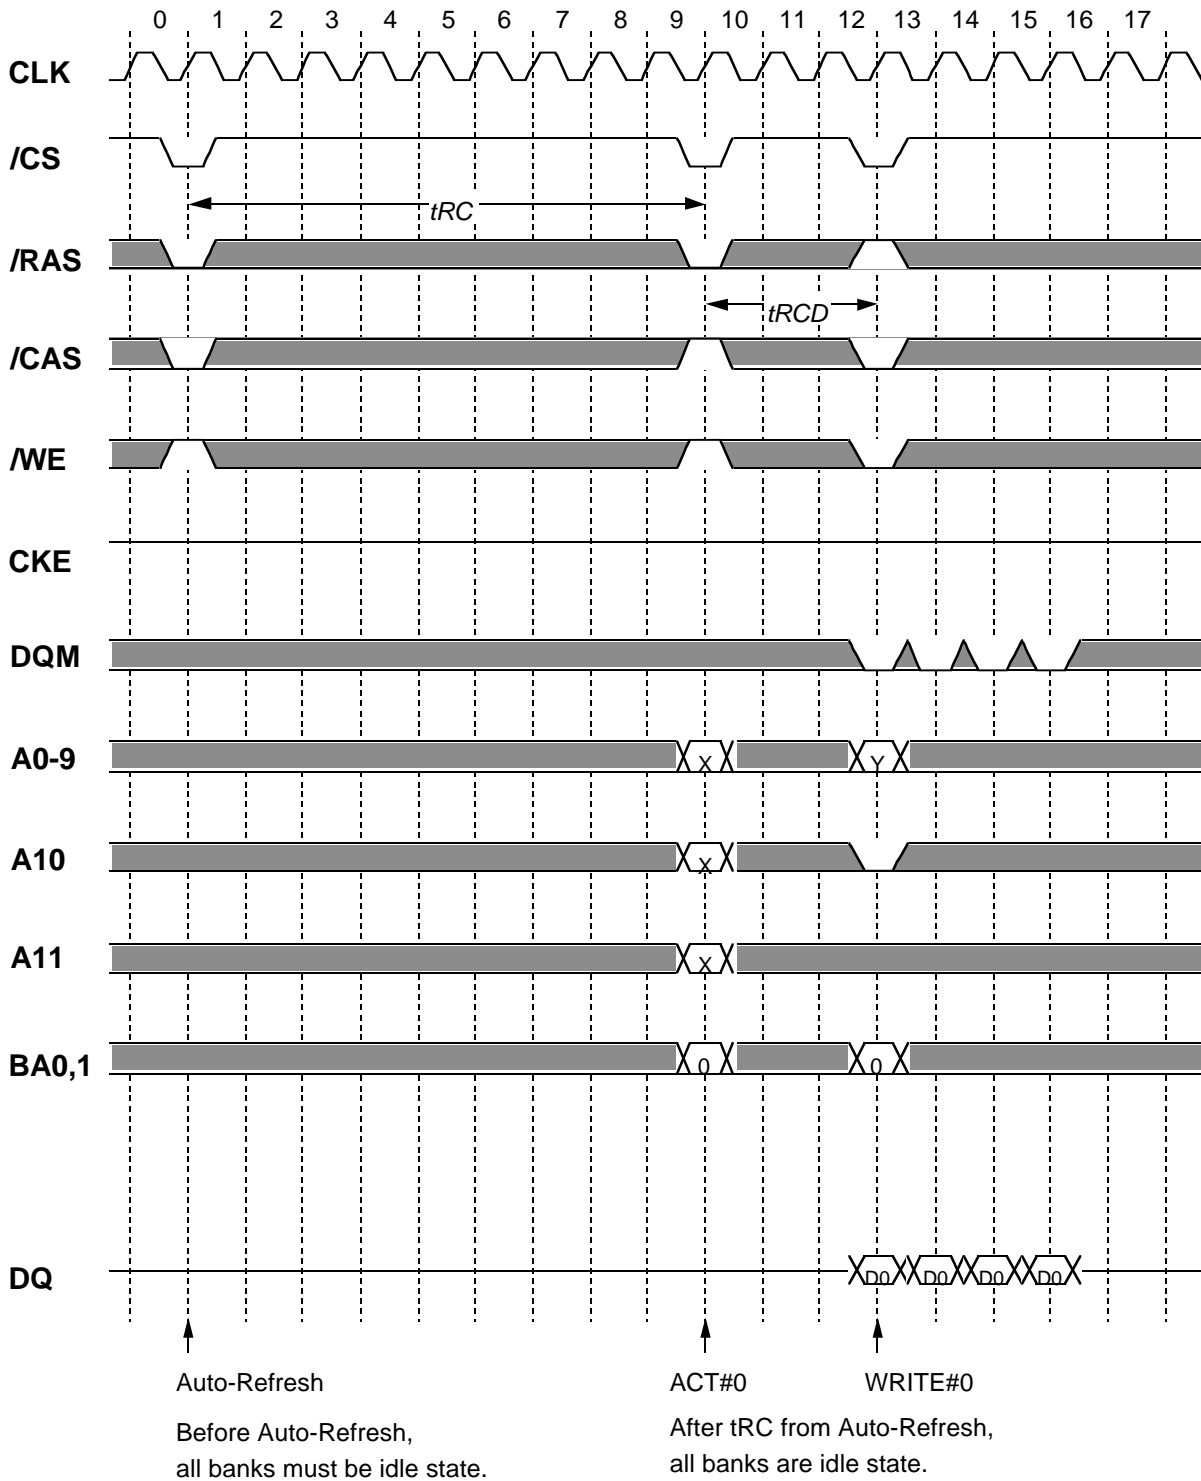 0 1 2 3 4 5 6 7 8 9 10 11 12 13 14 15 16 17
CLK
/CS
tRC
/RAS
tRCD
/CAS
/WE
CKE
DQM
A0-9 X Y
A10 X
A11 X
BA0,1 0 0
DQ D0 D0 D0 D0
Auto-Refresh ACT#0 WRITE#0
Before Auto-Refresh,
all banks must be idle state.
After tRC from Auto-Refresh,
all banks are idle state.